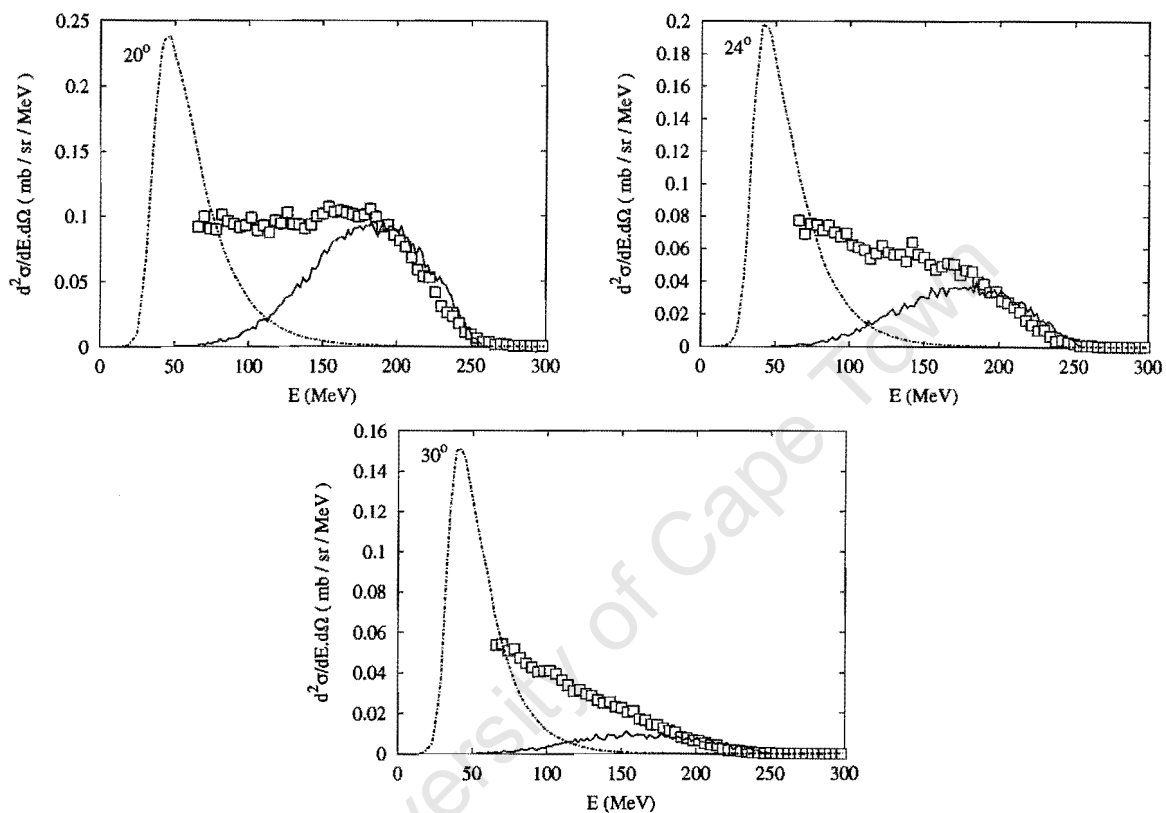 20°
d²σ/dE.dΩ ( mb / sr / MeV)
0.25
0.2
0.15
0.1
0.05
0
0 50 100 150 200 250 300
E (MeV)
24°
d²σ/dE.dΩ ( mb / sr / MeV)
0.2
0.18
0.16
0.14
0.12
0.1
0.08
0.06
0.04
0.02
0
0 50 100 150 200 250 300
E (MeV)
30°
d²σ/dE.dΩ ( mb / sr / MeV)
0.16
0.14
0.12
0.1
0.08
0.06
0.04
0.02
0
0 50 100 150 200 250 300
E (MeV)
versity of Cape Town